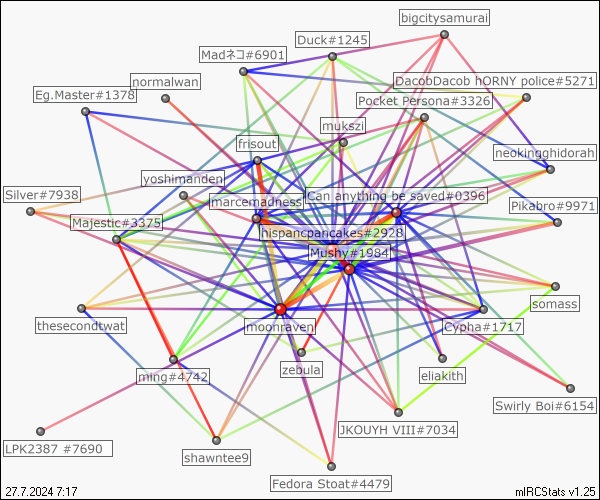 bigcitysamurai
Duck#1245
Madネコ#6901
normalwan
DacobDacob hORNY police#5271
Eg.Master#1378
Pocket Persona#3326
mukszi
frisout
neokingghidorah
yoshimanden
Silver#7938
marcemadness
Can anything be saved#0396
Pikabro#9971
Majestic#3375
hispancpancakes#2928
Mushy#1984
somass
thesecondtwat
moonraven
Cypha#1717
zebula
ming#4742
eliakith
Swirly Boi#6154
JKOUYH VIII#7034
LPK2387 #7690
shawntee9
Fedora Stoat#4479
27.7.2024 7:17
mIRCStats v1.25